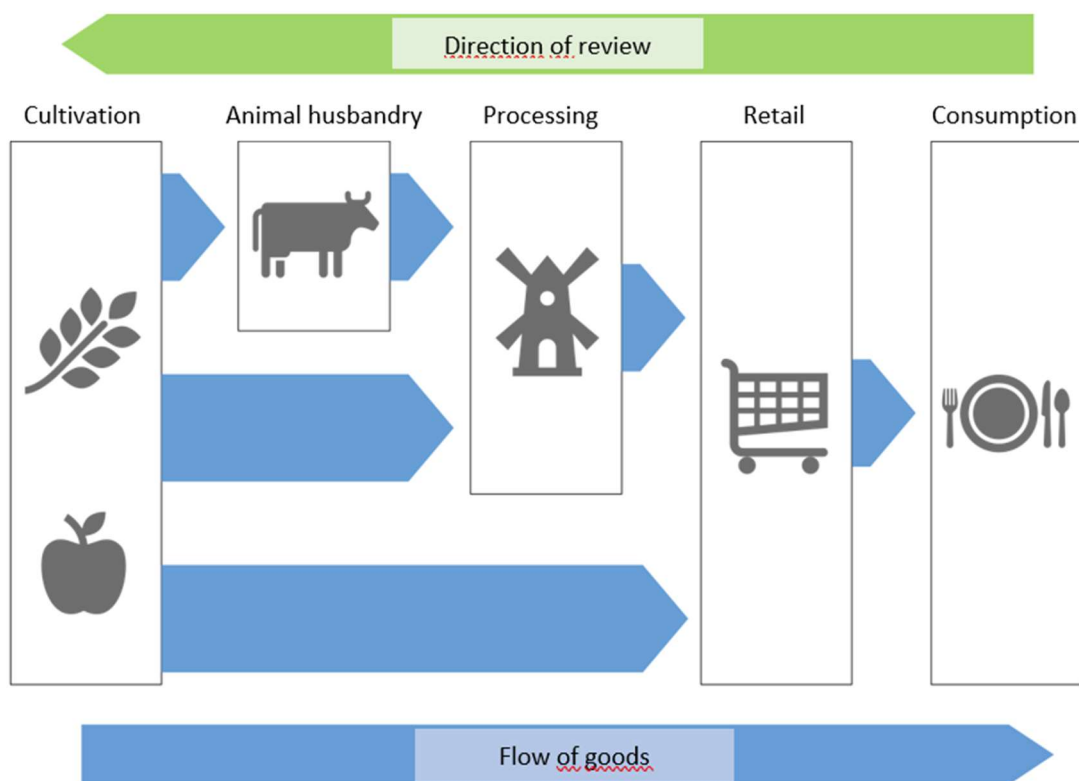 Direction of review
Cultivation
Animal husbandry
Processing
Retail
Consumption
Flow of goods